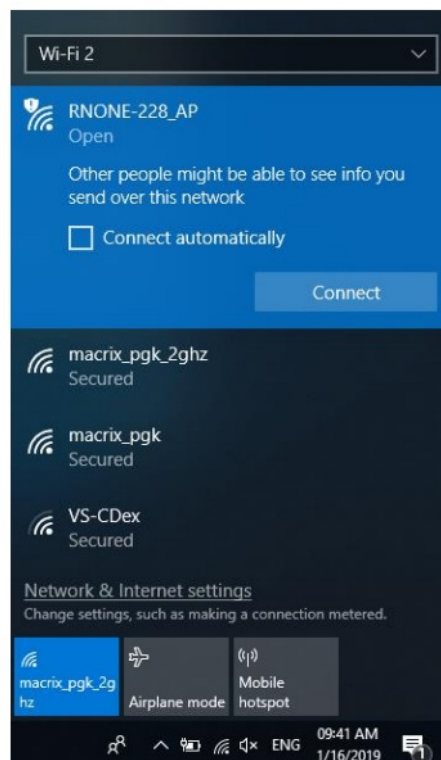 Wi-Fi 2
RNONE-228_AP
Open
Other people might be able to see info you
send over this network
Connect automatically
Connect
macrix_pgk_2ghz
Secured
macrix_pgk
Secured
VS-CDex
Secured
Network & Internet settings
Change settings, such as making a connection metered.
macrix_pgk_2g
hz
Airplane mode
Mobile
hotspot
ENG
09:41 AM
1/16/2019
1